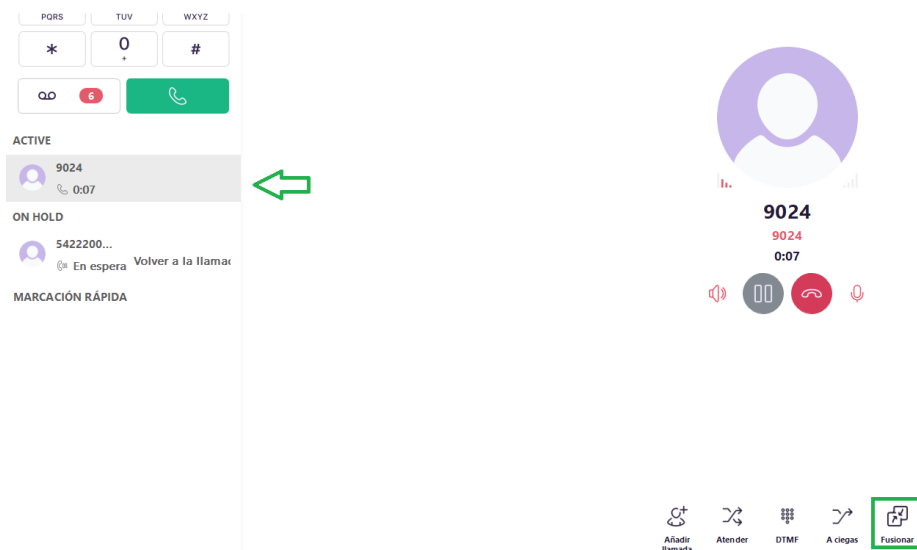 PQRS TUV WXYZ
* 0 #
+
6
ACTIVE
9024
0:07
ON HOLD
5422200...
En espera Volver a la llamac
MARCACIÓN RÁPIDA
9024
9024
0:07
Añadir llamada
Atender
DTMF
A ciegas
Fusionar